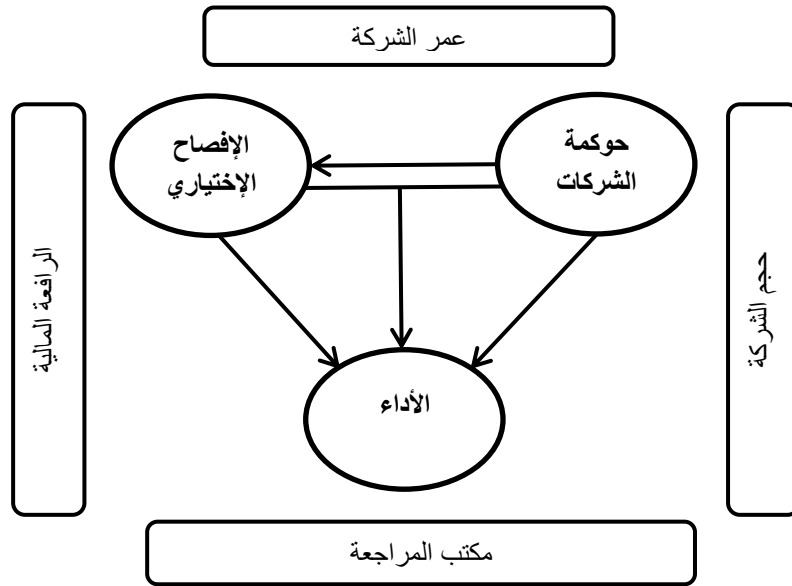 عمر الشركة
حوكمة
الشركات
الإفصاح
الإختياري
حجم الشركة
الرافعة المالية
الأداء
مكتب المراجعة